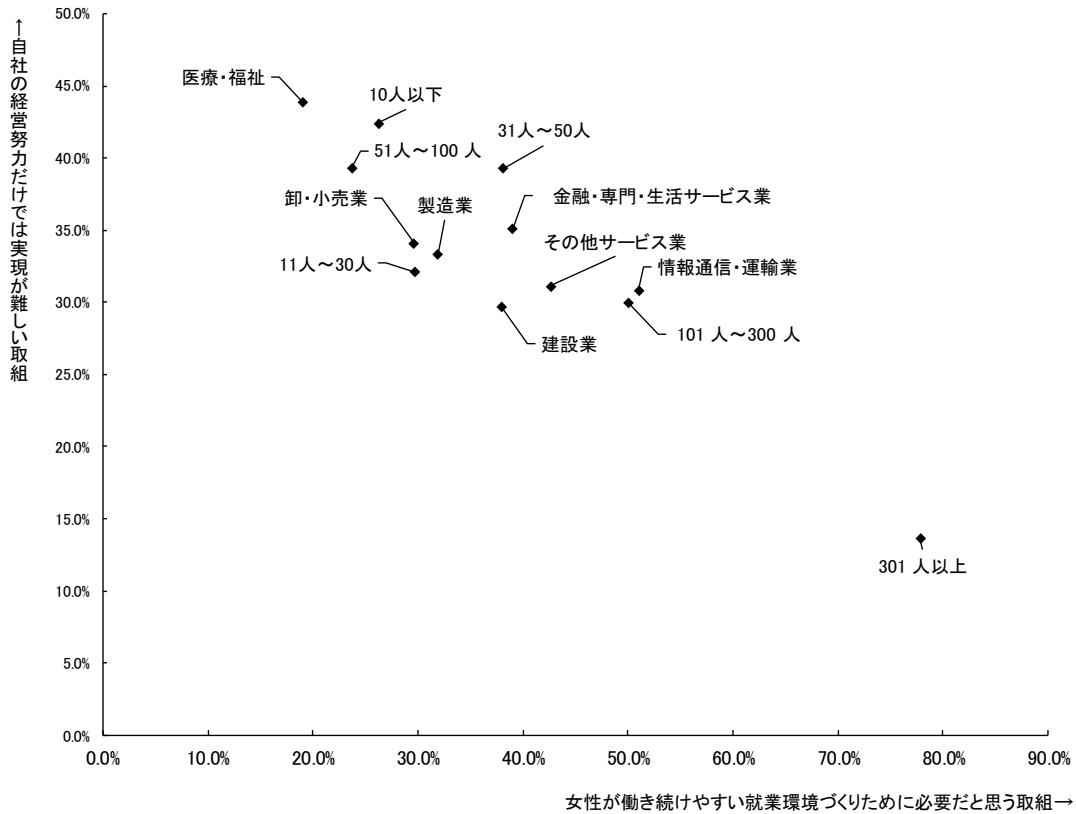 ↑自社の経営努力だけでは実現が難しい取組
50.0%
45.0%
40.0%
35.0%
30.0%
25.0%
20.0%
15.0%
10.0%
5.0%
0.0%
医療・福祉
10人以下
31人～50人
51人～100 人
卸・小売業
製造業
金融・専門・生活サービス業
その他サービス業
11人～30人
情報通信・運輸業
101 人～300 人
建設業
301 人以上
0.0% 10.0% 20.0% 30.0% 40.0% 50.0% 60.0% 70.0% 80.0% 90.0%
女性が働き続けやすい就業環境づくりために必要だと思う取組→